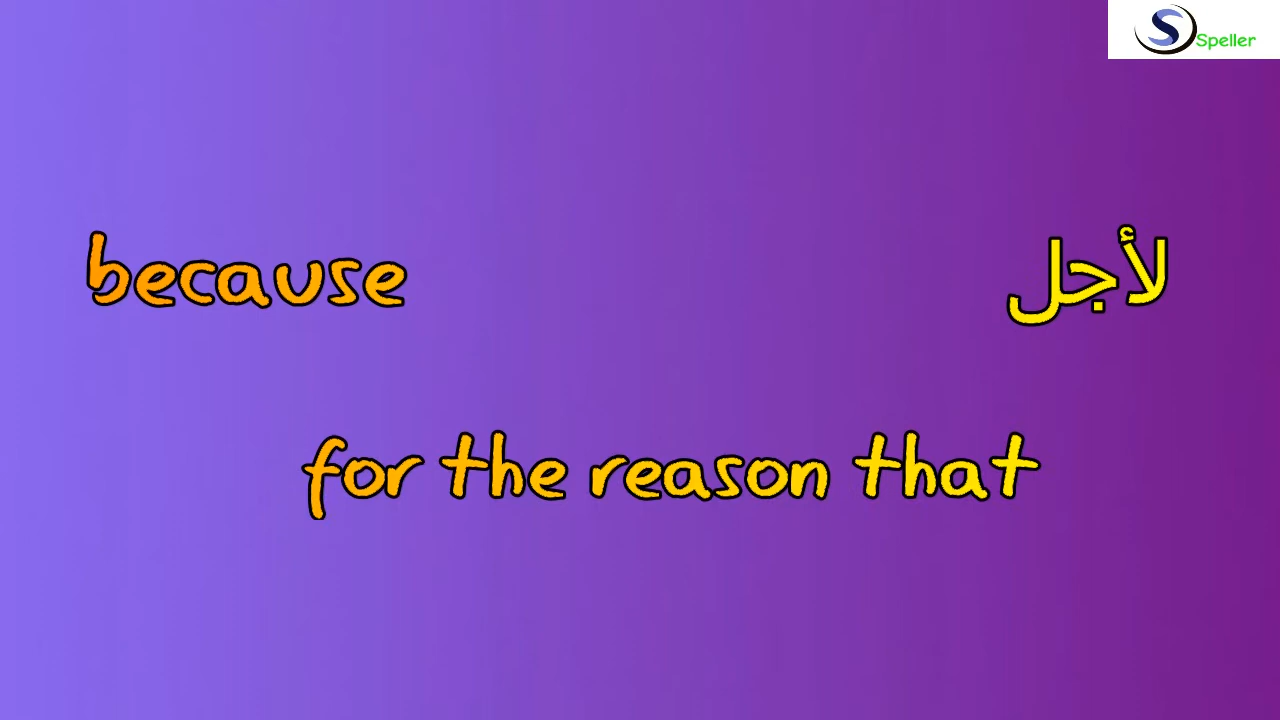 Speller
because لأجل
for the reason that